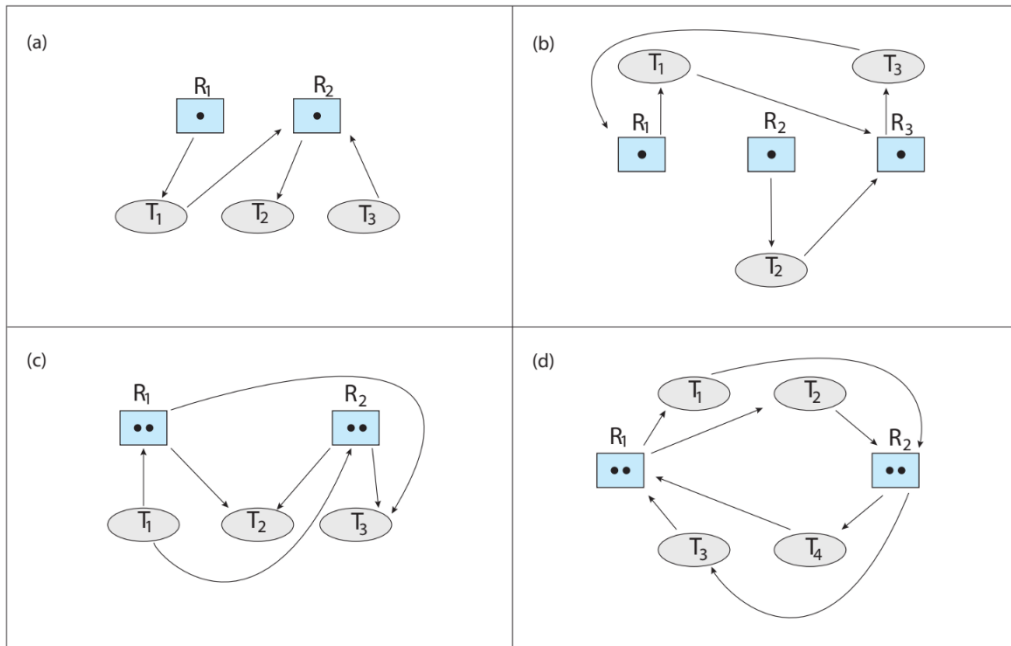 (a)
R₁ R₂
T₁ T₂ T₃
(b)
T₁ T₃
R₁ R₂ R₃
T₂
(c)
R₁ R₂
T₁ T₂ T₃
(d)
T₁ T₂
R₁ R₂
T₃ T₄